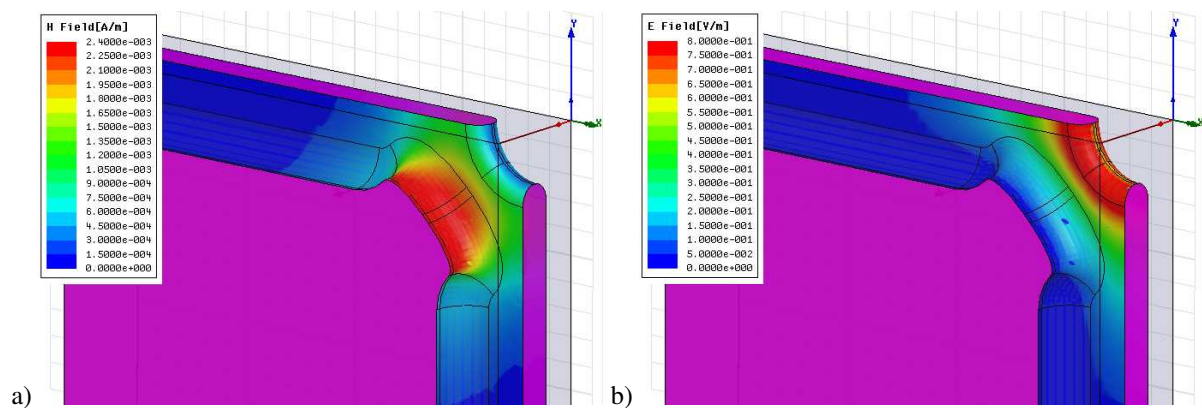 H Field[A/m]
2.4000e-003
2.2500e-003
2.1000e-003
1.9500e-003
1.8000e-003
1.6500e-003
1.5000e-003
1.3500e-003
1.2000e-003
1.0500e-003
9.0000e-004
7.5000e-004
6.0000e-004
4.5000e-004
3.0000e-004
1.5000e-004
0.0000e+000
Y
X
a)
E Field[V/m]
8.0000e-001
7.5000e-001
7.0000e-001
6.5000e-001
6.0000e-001
5.5000e-001
5.0000e-001
4.5000e-001
4.0000e-001
3.5000e-001
3.0000e-001
2.5000e-001
2.0000e-001
1.5000e-001
1.0000e-001
5.0000e-002
0.0000e+000
Y
X
b)